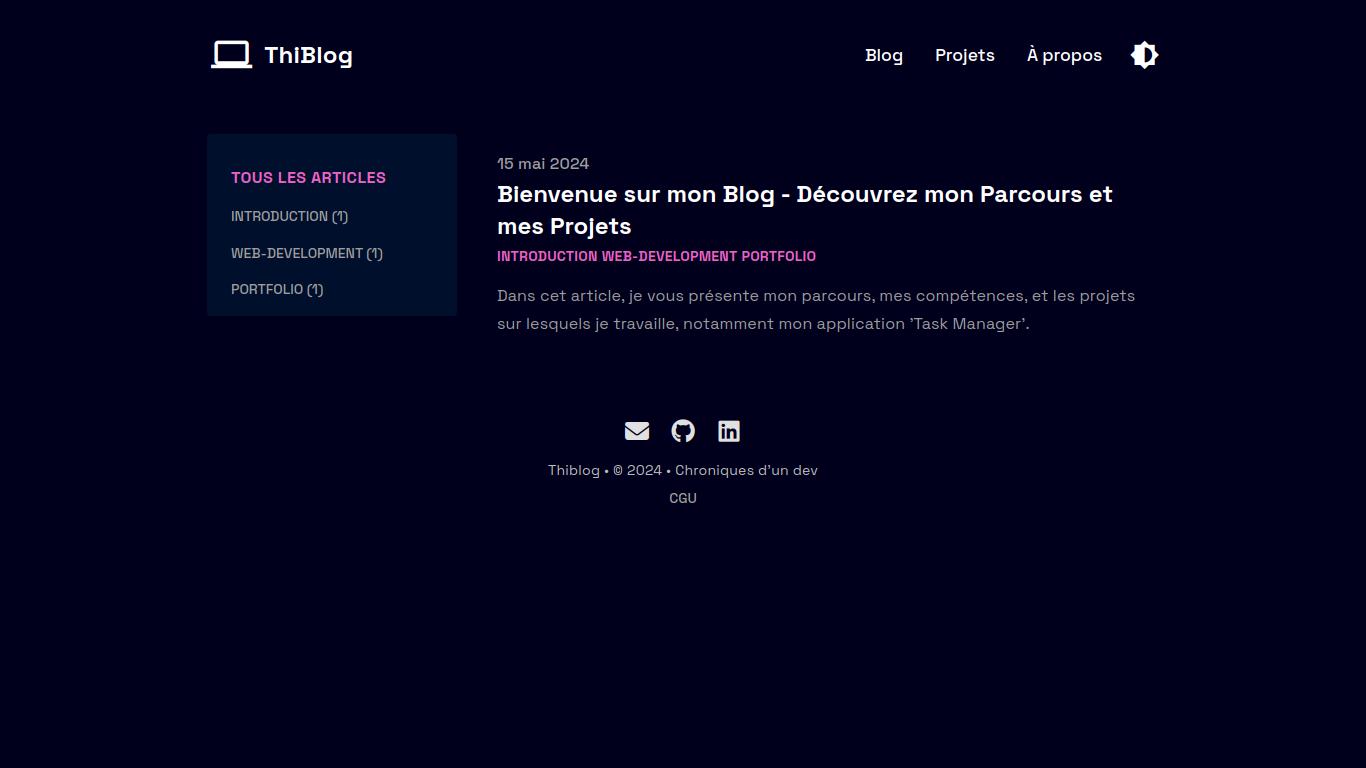 ThiBlog
Blog
Projets
À propos
TOUS LES ARTICLES
INTRODUCTION (1)
WEB-DEVELOPMENT (1)
PORTFOLIO (1)
15 mai 2024
Bienvenue sur mon Blog - Découvrez mon Parcours et
mes Projets
INTRODUCTION WEB-DEVELOPMENT PORTFOLIO
Dans cet article, je vous présente mon parcours, mes compétences, et les projets
sur lesquels je travaille, notamment mon application 'Task Manager'.
Thiblog • © 2024 • Chroniques d'un dev
CGU